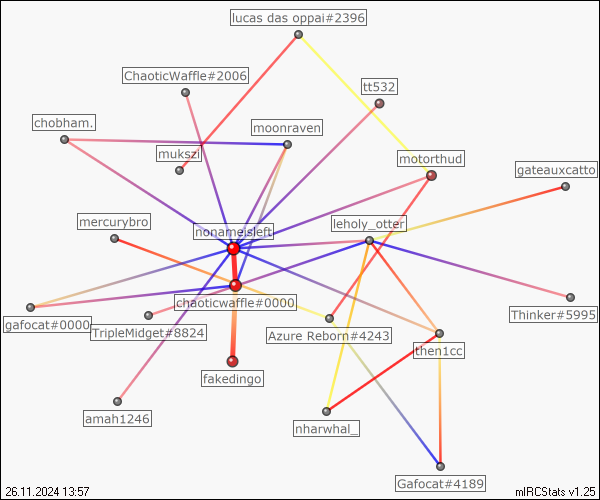 lucas das oppai#2396
ChaoticWaffle#2006
tt532
chobham.
moonraven
mukszi
motorthud
gateauxcatto
mercurybro
nonameisleft
leholy_otter
chaoticwaffle#0000
gafocat#0000
TripleMidget#8824
Azure Reborn#4243
Thinker#5995
then1cc
fakedingo
amah1246
nharwhal_
Gafocat#4189
26.11.2024 13:57
mIRCStats v1.25